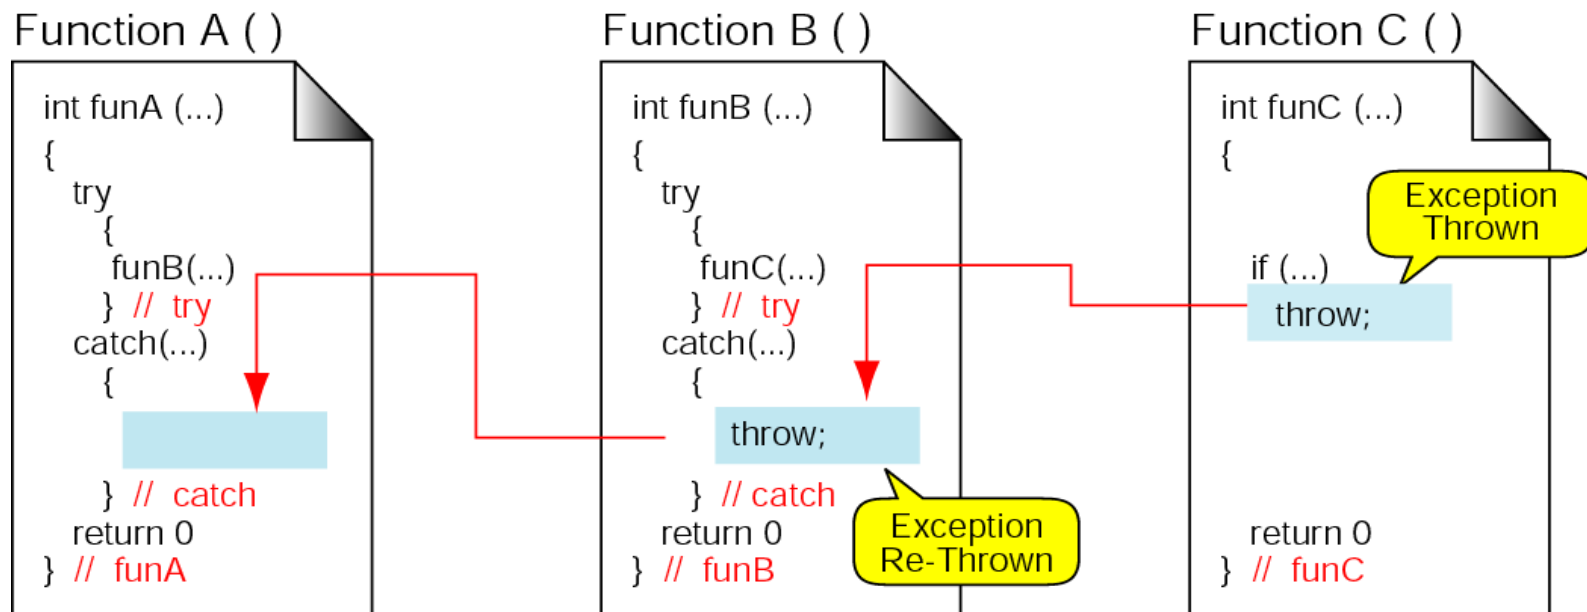 Function A ( )
int funA (...)
{
try
{
funB(...)
} // try
catch(...)
{
} // catch
return 0
} // funA
Function B ( )
int funB (...)
{
try
{
funC(...)
} // try
catch(...)
{
throw;
} // catch
return 0
} // funB
Exception
Re-Thrown
Function C ( )
int funC (...)
{
Exception
Thrown
if (...)
throw;
return 0
} // funC